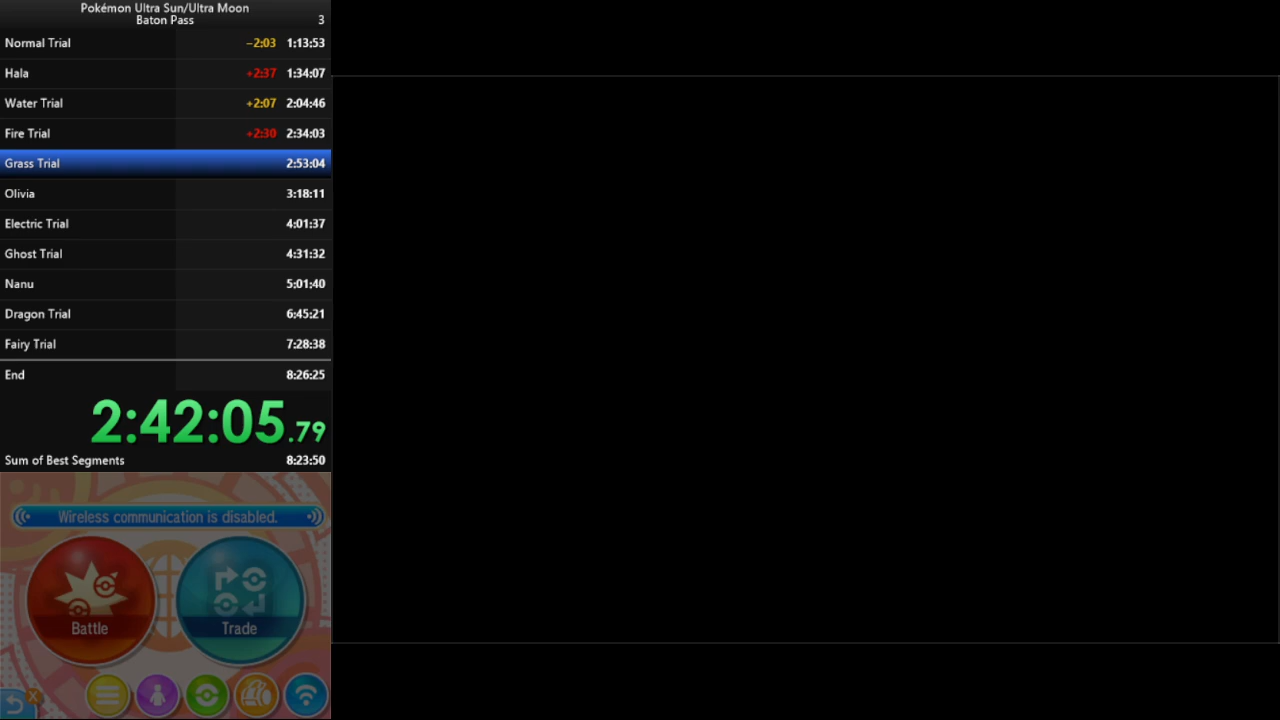 Pokémon Ultra Sun/Ultra Moon
Baton Pass 3
Normal Trial −2:03 1:13:53
Hala +2:37 1:34:07
Water Trial +2:07 2:04:46
Fire Trial +2:30 2:34:03
Grass Trial 2:53:04
Olivia 3:18:11
Electric Trial 4:01:37
Ghost Trial 4:31:32
Nanu 5:01:40
Dragon Trial 6:45:21
Fairy Trial 7:28:38
End 8:26:25
2:42:05.79
Sum of Best Segments 8:23:50
Wireless communication is disabled.
Battle Trade
X